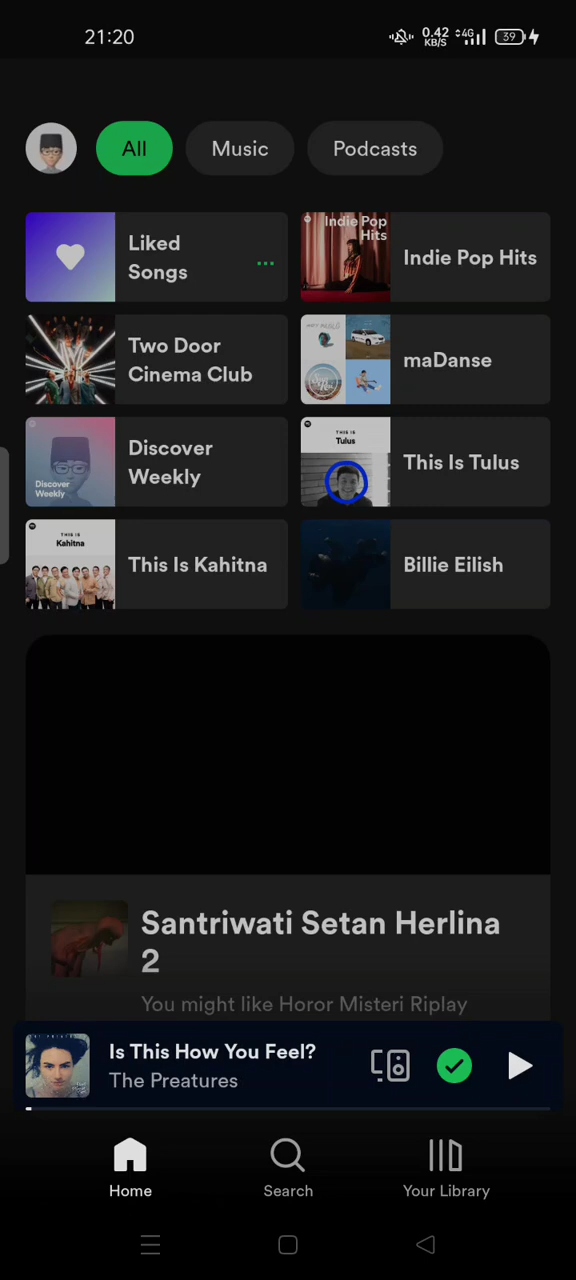 21:20
0.42
KB/S
4G
39
All
Music
Podcasts
Liked
Songs
Indie Pop
Hits
Indie Pop Hits
Two Door
Cinema Club
maDanse
Discover
Weekly
Discover
Weekly
THIS IS
Tulus
This Is Tulus
THIS IS
Kahitna
This Is Kahitna
Billie Eilish
Santriwati Setan Herlina
2
You might like Horor Misteri Riplay
Is This How You Feel?
The Preatures
Home
Search
Your Library